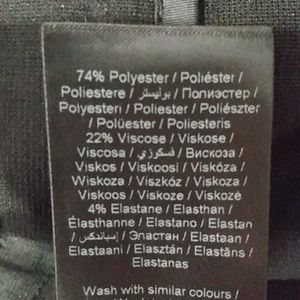 74% Polyester / Poliéster /
Poliestere / بوليستر / Полиэстер /
Polyesteri / Poliester / Poliészter
/ Polüester / Poliesteris
22% Viscose / Viskose /
Viscosa / فسكوزي / Вискоза /
Viskos / Viskoosi / Viskóza /
Wiskoza / Viszkóz / Viskoza /
Viskoos / Viskoze / Viskozė
4% Elastane / Elasthan /
Élasthanne / Elastano / Elastan
/ إسباندكس / Эластан / Elastaan /
Elastaani / Elasztán / Elastāns /
Elastanas
Wash with similar colours /